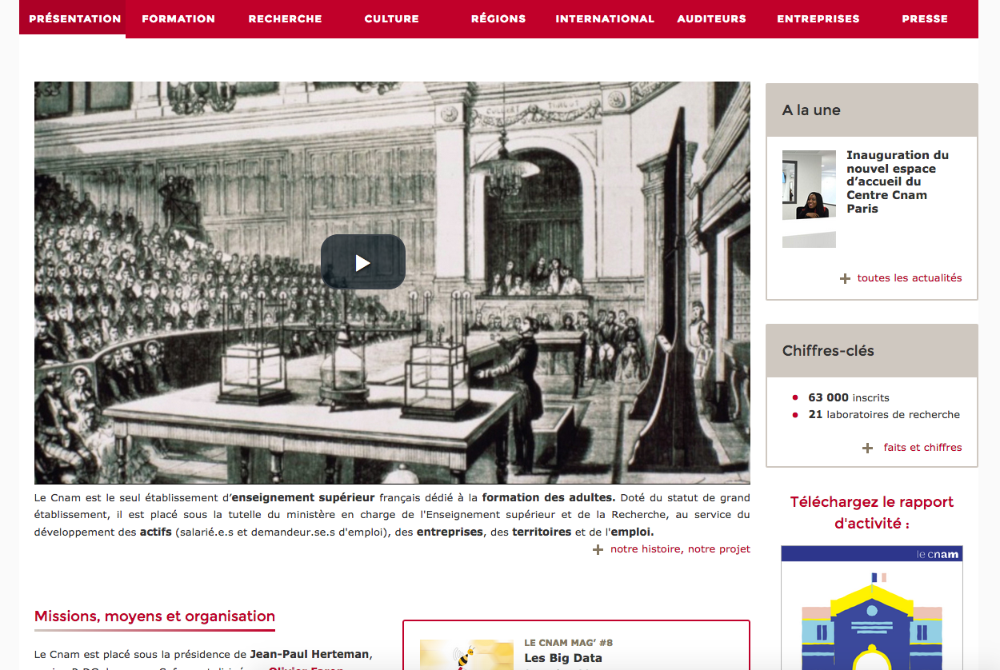 PRÉSENTATION FORMATION RECHERCHE CULTURE RÉGIONS INTERNATIONAL AUDITEURS ENTREPRISES PRESSE
Le Cnam est le seul établissement d’enseignement supérieur français dédié à la formation des adultes. Doté du statut de grand
établissement, il est placé sous la tutelle du ministère en charge de l'Enseignement supérieur et de la Recherche, au service du
développement des actifs (salarié.e.s et demandeur.se.s d'emploi), des entreprises, des territoires et de l'emploi.
+ notre histoire, notre projet
Missions, moyens et organisation
Le Cnam est placé sous la présidence de Jean-Paul Herteman,
LE CNAM MAG’ #8
Les Big Data
A la une
Inauguration du
nouvel espace
d’accueil du
Centre Cnam
Paris
+ toutes les actualités
Chiffres-clés
63 000 inscrits
21 laboratoires de recherche
+ faits et chiffres
Téléchargez le rapport
d'activité :
le cnam